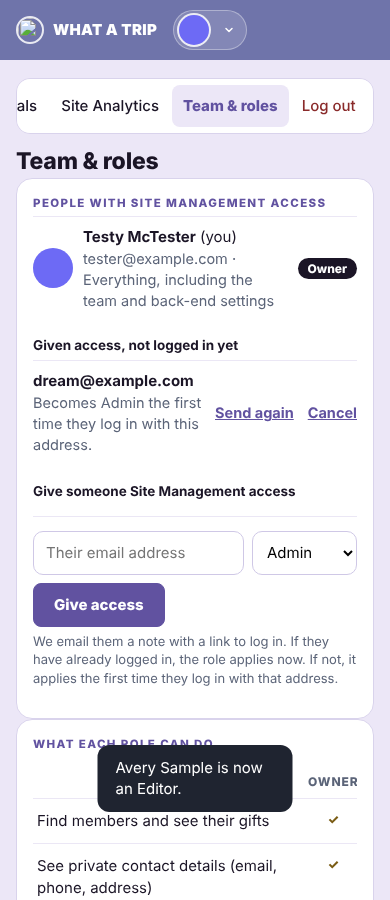 WHAT A TRIP
als Site Analytics Team & roles Log out
Team & roles
PEOPLE WITH SITE MANAGEMENT ACCESS
Testy McTester (you)
tester@example.com ·
Everything, including the
team and back-end settings
Owner
Given access, not logged in yet
dream@example.com
Becomes Admin the first
time they log in with this
address.
Send again Cancel
Give someone Site Management access
Their email address
Admin
Give access
We email them a note with a link to log in. If they
have already logged in, the role applies now. If not, it
applies the first time they log in with that address.
WHAT EACH ROLE CAN DO
Avery Sample is now
an Editor.
OWNER
Find members and see their gifts
See private contact details (email,
phone, address)